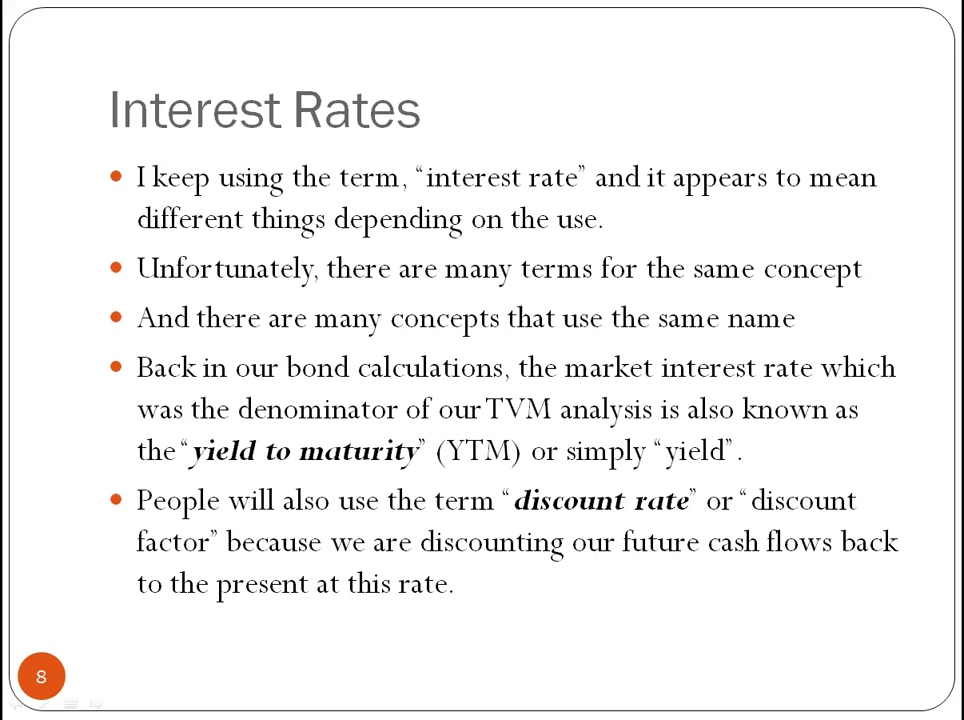 Interest Rates
• I keep using the term, “interest rate” and it appears to mean
different things depending on the use.
• Unfortunately, there are many terms for the same concept
• And there are many concepts that use the same name
• Back in our bond calculations, the market interest rate which
was the denominator of our TVM analysis is also known as
the “yield to maturity” (YTM) or simply “yield”.
• People will also use the term “discount rate” or “discount
factor” because we are discounting our future cash flows back
to the present at this rate.
8